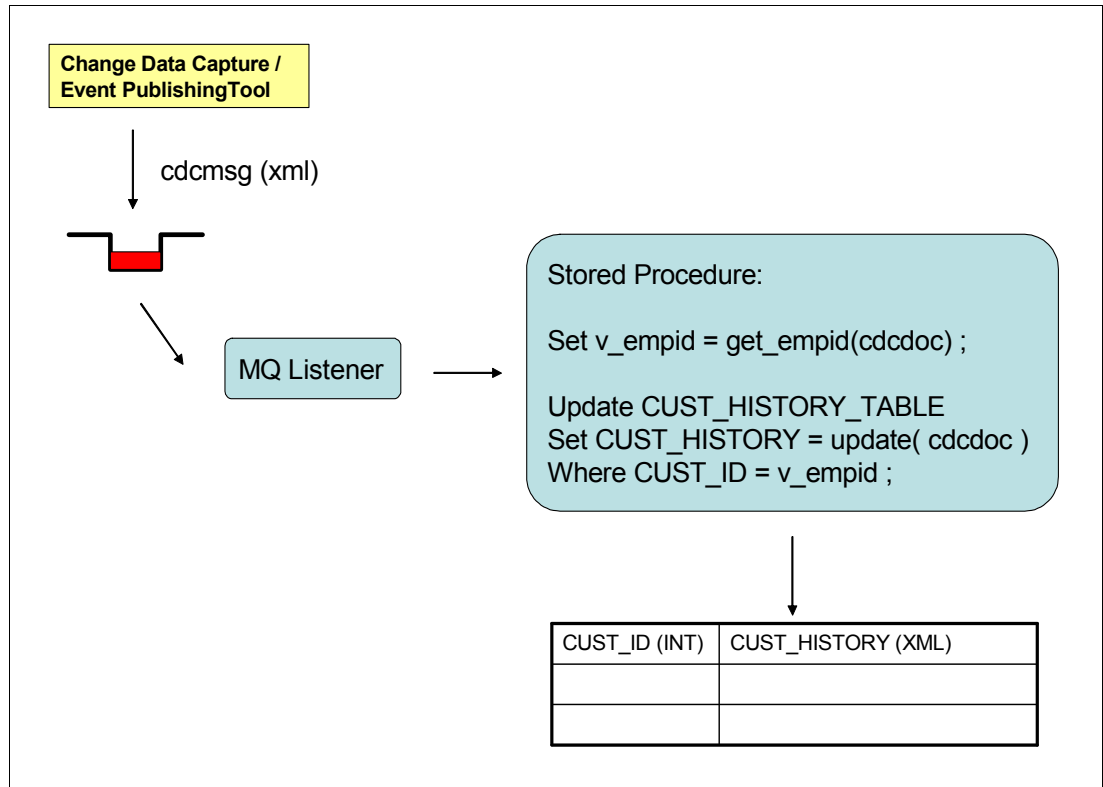 Change Data Capture /
Event PublishingTool
cdcmsg (xml)
MQ Listener
Stored Procedure:
Set v_empid = get_empid(cdcdoc) ;
Update CUST_HISTORY_TABLE
Set CUST_HISTORY = update( cdcdoc )
Where CUST_ID = v_empid ;
CUST_ID (INT) CUST_HISTORY (XML)